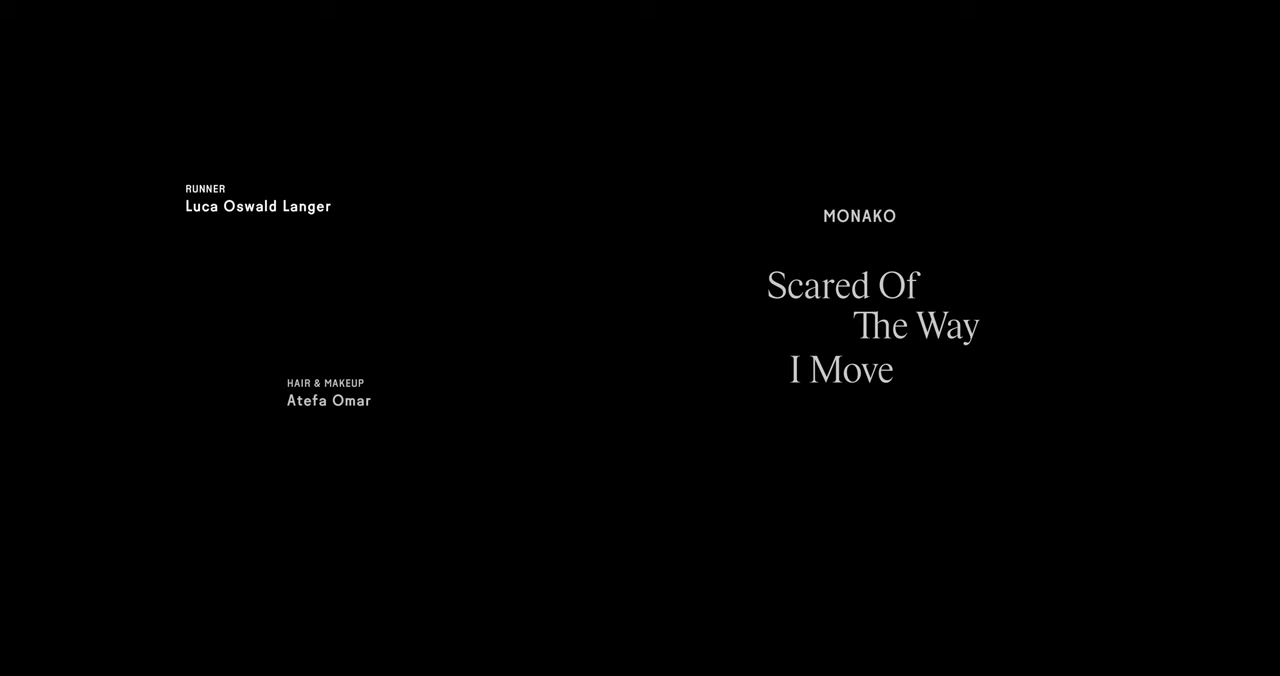 RUNNER
Luca Oswald Langer
HAIR & MAKEUP
Atefa Omar
MONAKO
Scared Of
The Way
I Move